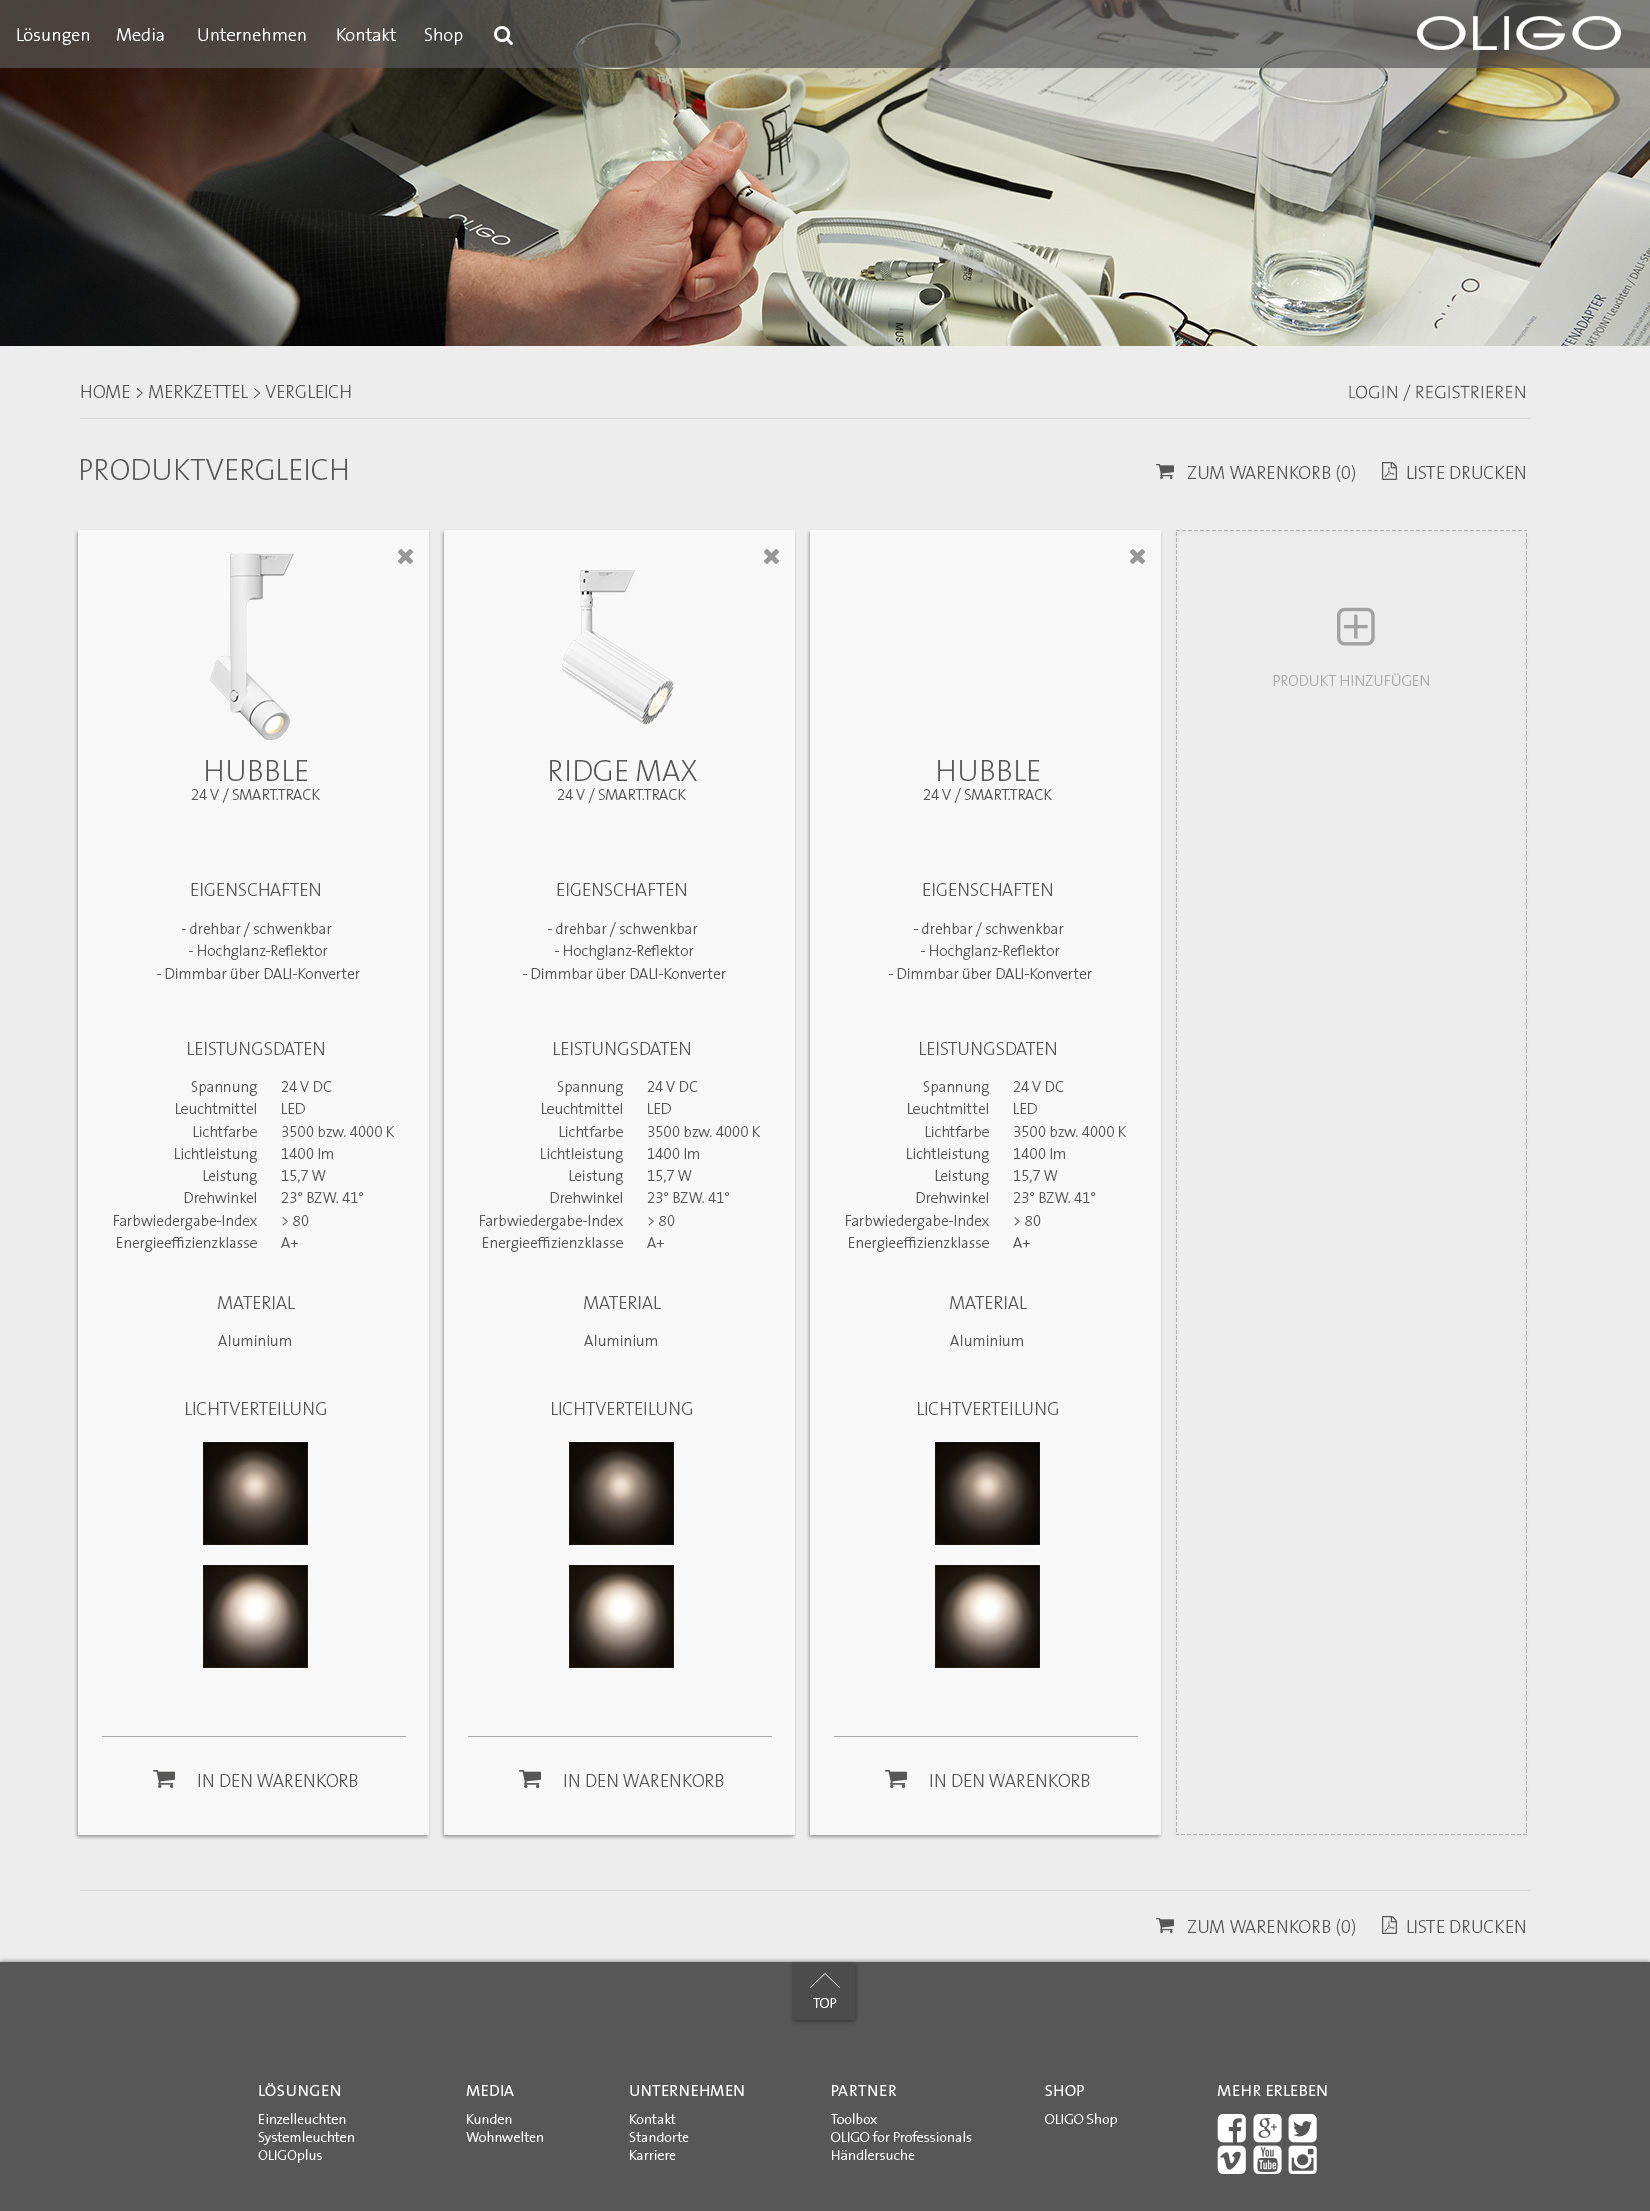 Lösungen Media Unternehmen Kontakt Shop
OLIGO
OLIGO
MUS
HOME > MERKZETTEL > VERGLEICH
LOGIN / REGISTRIEREN
PRODUKTVERGLEICH
ZUM WARENKORB (0) LISTE DRUCKEN
HUBBLE
24 V / SMART.TRACK
EIGENSCHAFTEN
- drehbar / schwenkbar
- Hochglanz-Reflektor
- Dimmbar über DALI-Konverter
LEISTUNGSDATEN
Spannung 24 V DC
Leuchtmittel LED
Lichtfarbe 3500 bzw. 4000 K
Lichtleistung 1400 lm
Leistung 15,7 W
Drehwinkel 23° BZW. 41°
Farbwiedergabe-Index > 80
Energieeffizienzklasse A+
MATERIAL
Aluminium
LICHTVERTEILUNG
IN DEN WARENKORB
RIDGE MAX
24 V / SMART.TRACK
EIGENSCHAFTEN
- drehbar / schwenkbar
- Hochglanz-Reflektor
- Dimmbar über DALI-Konverter
LEISTUNGSDATEN
Spannung 24 V DC
Leuchtmittel LED
Lichtfarbe 3500 bzw. 4000 K
Lichtleistung 1400 lm
Leistung 15,7 W
Drehwinkel 23° BZW. 41°
Farbwiedergabe-Index > 80
Energieeffizienzklasse A+
MATERIAL
Aluminium
LICHTVERTEILUNG
IN DEN WARENKORB
HUBBLE
24 V / SMART.TRACK
EIGENSCHAFTEN
- drehbar / schwenkbar
- Hochglanz-Reflektor
- Dimmbar über DALI-Konverter
LEISTUNGSDATEN
Spannung 24 V DC
Leuchtmittel LED
Lichtfarbe 3500 bzw. 4000 K
Lichtleistung 1400 lm
Leistung 15,7 W
Drehwinkel 23° BZW. 41°
Farbwiedergabe-Index > 80
Energieeffizienzklasse A+
MATERIAL
Aluminium
LICHTVERTEILUNG
IN DEN WARENKORB
PRODUKT HINZUFÜGEN
ZUM WARENKORB (0) LISTE DRUCKEN
TOP
LÖSUNGEN
Einzelleuchten
Systemleuchten
OLIGOplus
MEDIA
Kunden
Wohnwelten
UNTERNEHMEN
Kontakt
Standorte
Karriere
PARTNER
Toolbox
OLIGO for Professionals
Händlersuche
SHOP
OLIGO Shop
MEHR ERLEBEN
You
Tube